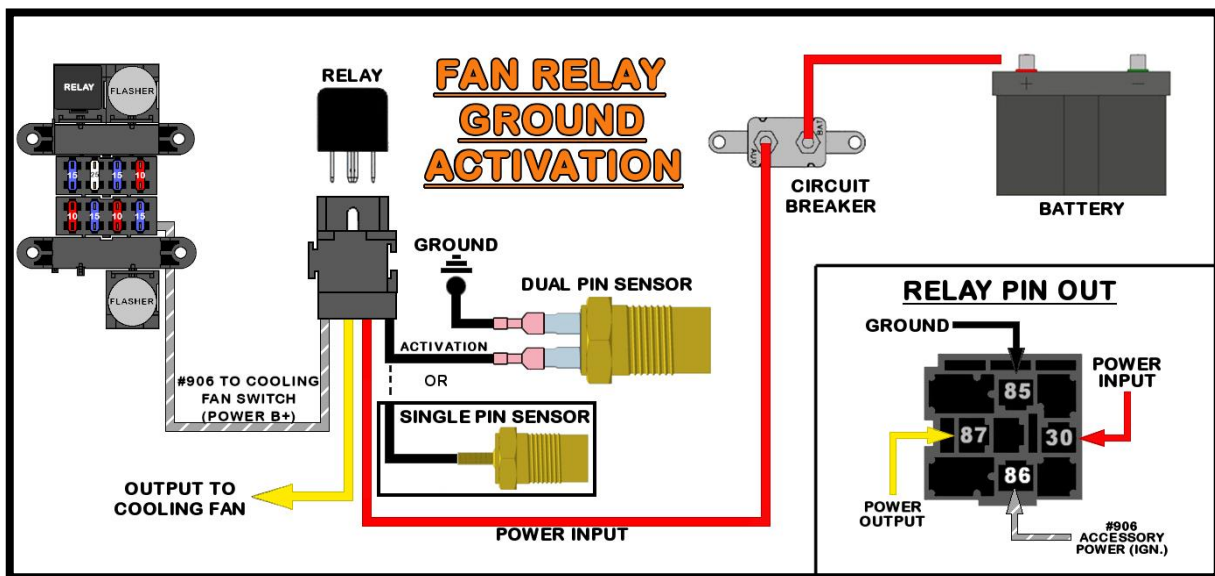 RELAY
FLASHER
15
25
15
10
10
15
10
15
FLASHER
RELAY
FAN RELAY
GROUND
ACTIVATION
BAT
AUX
CIRCUIT
BREAKER
+
−
BATTERY
GROUND
DUAL PIN SENSOR
ACTIVATION
OR
#906 TO COOLING
FAN SWITCH
(POWER B+)
SINGLE PIN SENSOR
OUTPUT TO
COOLING FAN
POWER INPUT
RELAY PIN OUT
GROUND
POWER
INPUT
85
87
30
86
POWER
OUTPUT
#906
ACCESSORY
POWER (IGN.)